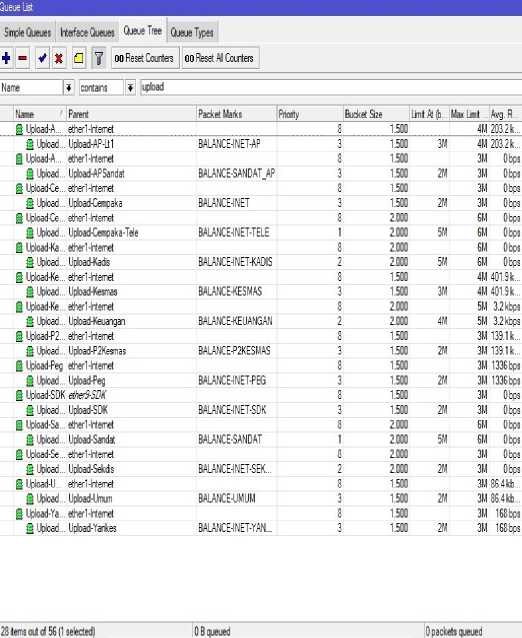 Queue List
Simple Queues Interface Queues Queue Tree Queue Types
00 Reset Counters 00 Reset All Counters
Name contains upload
Name / Parent Packet Marks Priority Bucket Size Limit At (b... Max Limit ... Avg. R...
Upload-A... ether1-Internet 8 1.500 4M 203.2 k...
Upload... Upload-AP-Lt1 BALANCE-INET-AP 3 1.500 3M 4M 203.2 k...
Upload-A... ether1-Internet 8 1.500 3M 0 bps
Upload... Upload-APSandat BALANCE-SANDAT_AP 3 1.500 2M 3M 0 bps
Upload-Ce... ether1-Internet 8 1.500 3M 0 bps
Upload... Upload-Cempaka BALANCE-INET 3 1.500 2M 3M 0 bps
Upload-Ce... ether1-Internet 8 2.000 6M 0 bps
Upload... Upload-Cempaka-Tele BALANCE-INET-TELE 1 2.000 5M 6M 0 bps
Upload-Ka... ether1-Internet 8 2.000 6M 0 bps
Upload... Upload-Kadis BALANCE-INET-KADIS 2 2.000 5M 6M 0 bps
Upload-Ke... ether1-Internet 8 1.500 4M 401.9 k...
Upload... Upload-Kesmas BALANCE-KESMAS 3 1.500 3M 4M 401.9 k...
Upload-Ke... ether1-Internet 8 2.000 5M 3.2 kbps
Upload... Upload-Keuangan BALANCE-KEUANGAN 2 2.000 4M 5M 3.2 kbps
Upload-P2... ether1-Internet 8 1.500 3M 139.1 k...
Upload... Upload-P2Kesmas BALANCE-P2KESMAS 3 1.500 2M 3M 139.1 k...
Upload-Peg ether1-Internet 8 1.500 3M 1336 bps
Upload... Upload-Peg BALANCE-INET-PEG 3 1.500 2M 3M 1336 bps
Upload-SDK ether9-SDK 8 1.500 3M 0 bps
Upload... Upload-SDK BALANCE-INET-SDK 3 1.500 2M 3M 0 bps
Upload-Sa... ether1-Internet 8 2.000 6M 0 bps
Upload... Upload-Sandat BALANCE-SANDAT 1 2.000 5M 6M 0 bps
Upload-Se... ether1-Internet 8 2.000 3M 0 bps
Upload... Upload-Sekdis BALANCE-INET-SEK... 2 2.000 2M 3M 0 bps
Upload-U... ether1-Internet 8 1.500 3M 86.4 kb...
Upload... Upload-Umum BALANCE-UMUM 3 1.500 2M 3M 86.4 kb...
Upload-Ya... ether1-Internet 8 1.500 3M 168 bps
Upload... Upload-Yankes BALANCE-INET-YAN... 3 1.500 2M 3M 168 bps
28 items out of 56 (1 selected) 0 B queued 0 packets queued